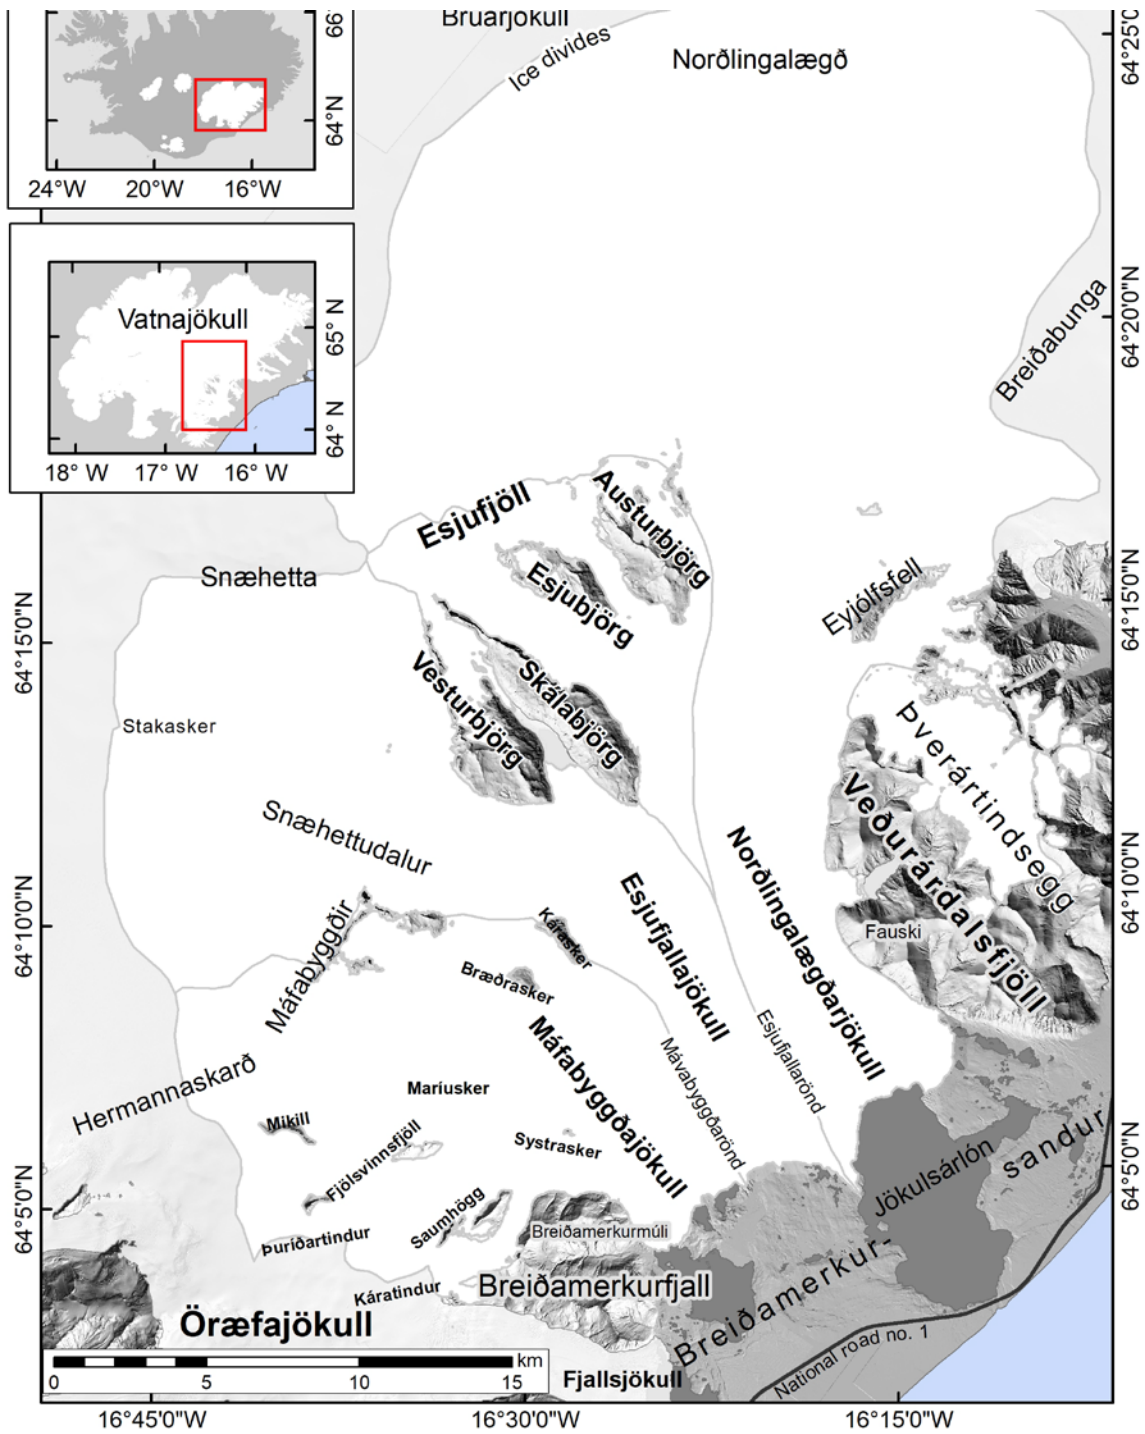 Bruarjökull
Ice divides
Norðlingalægð
66°
64°N
24°W
20°W
16°W
64°25'0
Vatnajökull
65° N
64° N
18° W
17°W
16°W
64°20'0"N
Breiðabunga
Esjufjöll
Austurbjörg
Snæhetta
Esjubjörg
Eyjólfsfell
64°15'0"N
64°15'0"N
Vesturbjörg
Skálabjörg
Stakasker
Þverártindsegg
Veðurárdalsfjöll
Snæhettudalur
Norðlingalægðarjökull
64°10'0"N
Máfabyggðir
Kárasker
Esjufjallajökull
Fauski
64°10'0"N
Bræðrasker
Máfabyggðajökull
Mávabyggðarönd
Esjufjallarönd
Hermannaskarð
Maríusker
Mikill
Fjölsvinnsfjöll
Systrasker
64°5'0"N
Jökulsárlón
64°5'0"N
Saumhögg
Þuríðartindur
Breiðamerkurmúli
Breiðamerkur-
sandur
Káratindur
Breiðamerkurfjall
Öræfajökull
National road no. 1
km
0
5
10
15
Fjallsjökull
16°45'0"W
16°30'0"W
16°15'0"W